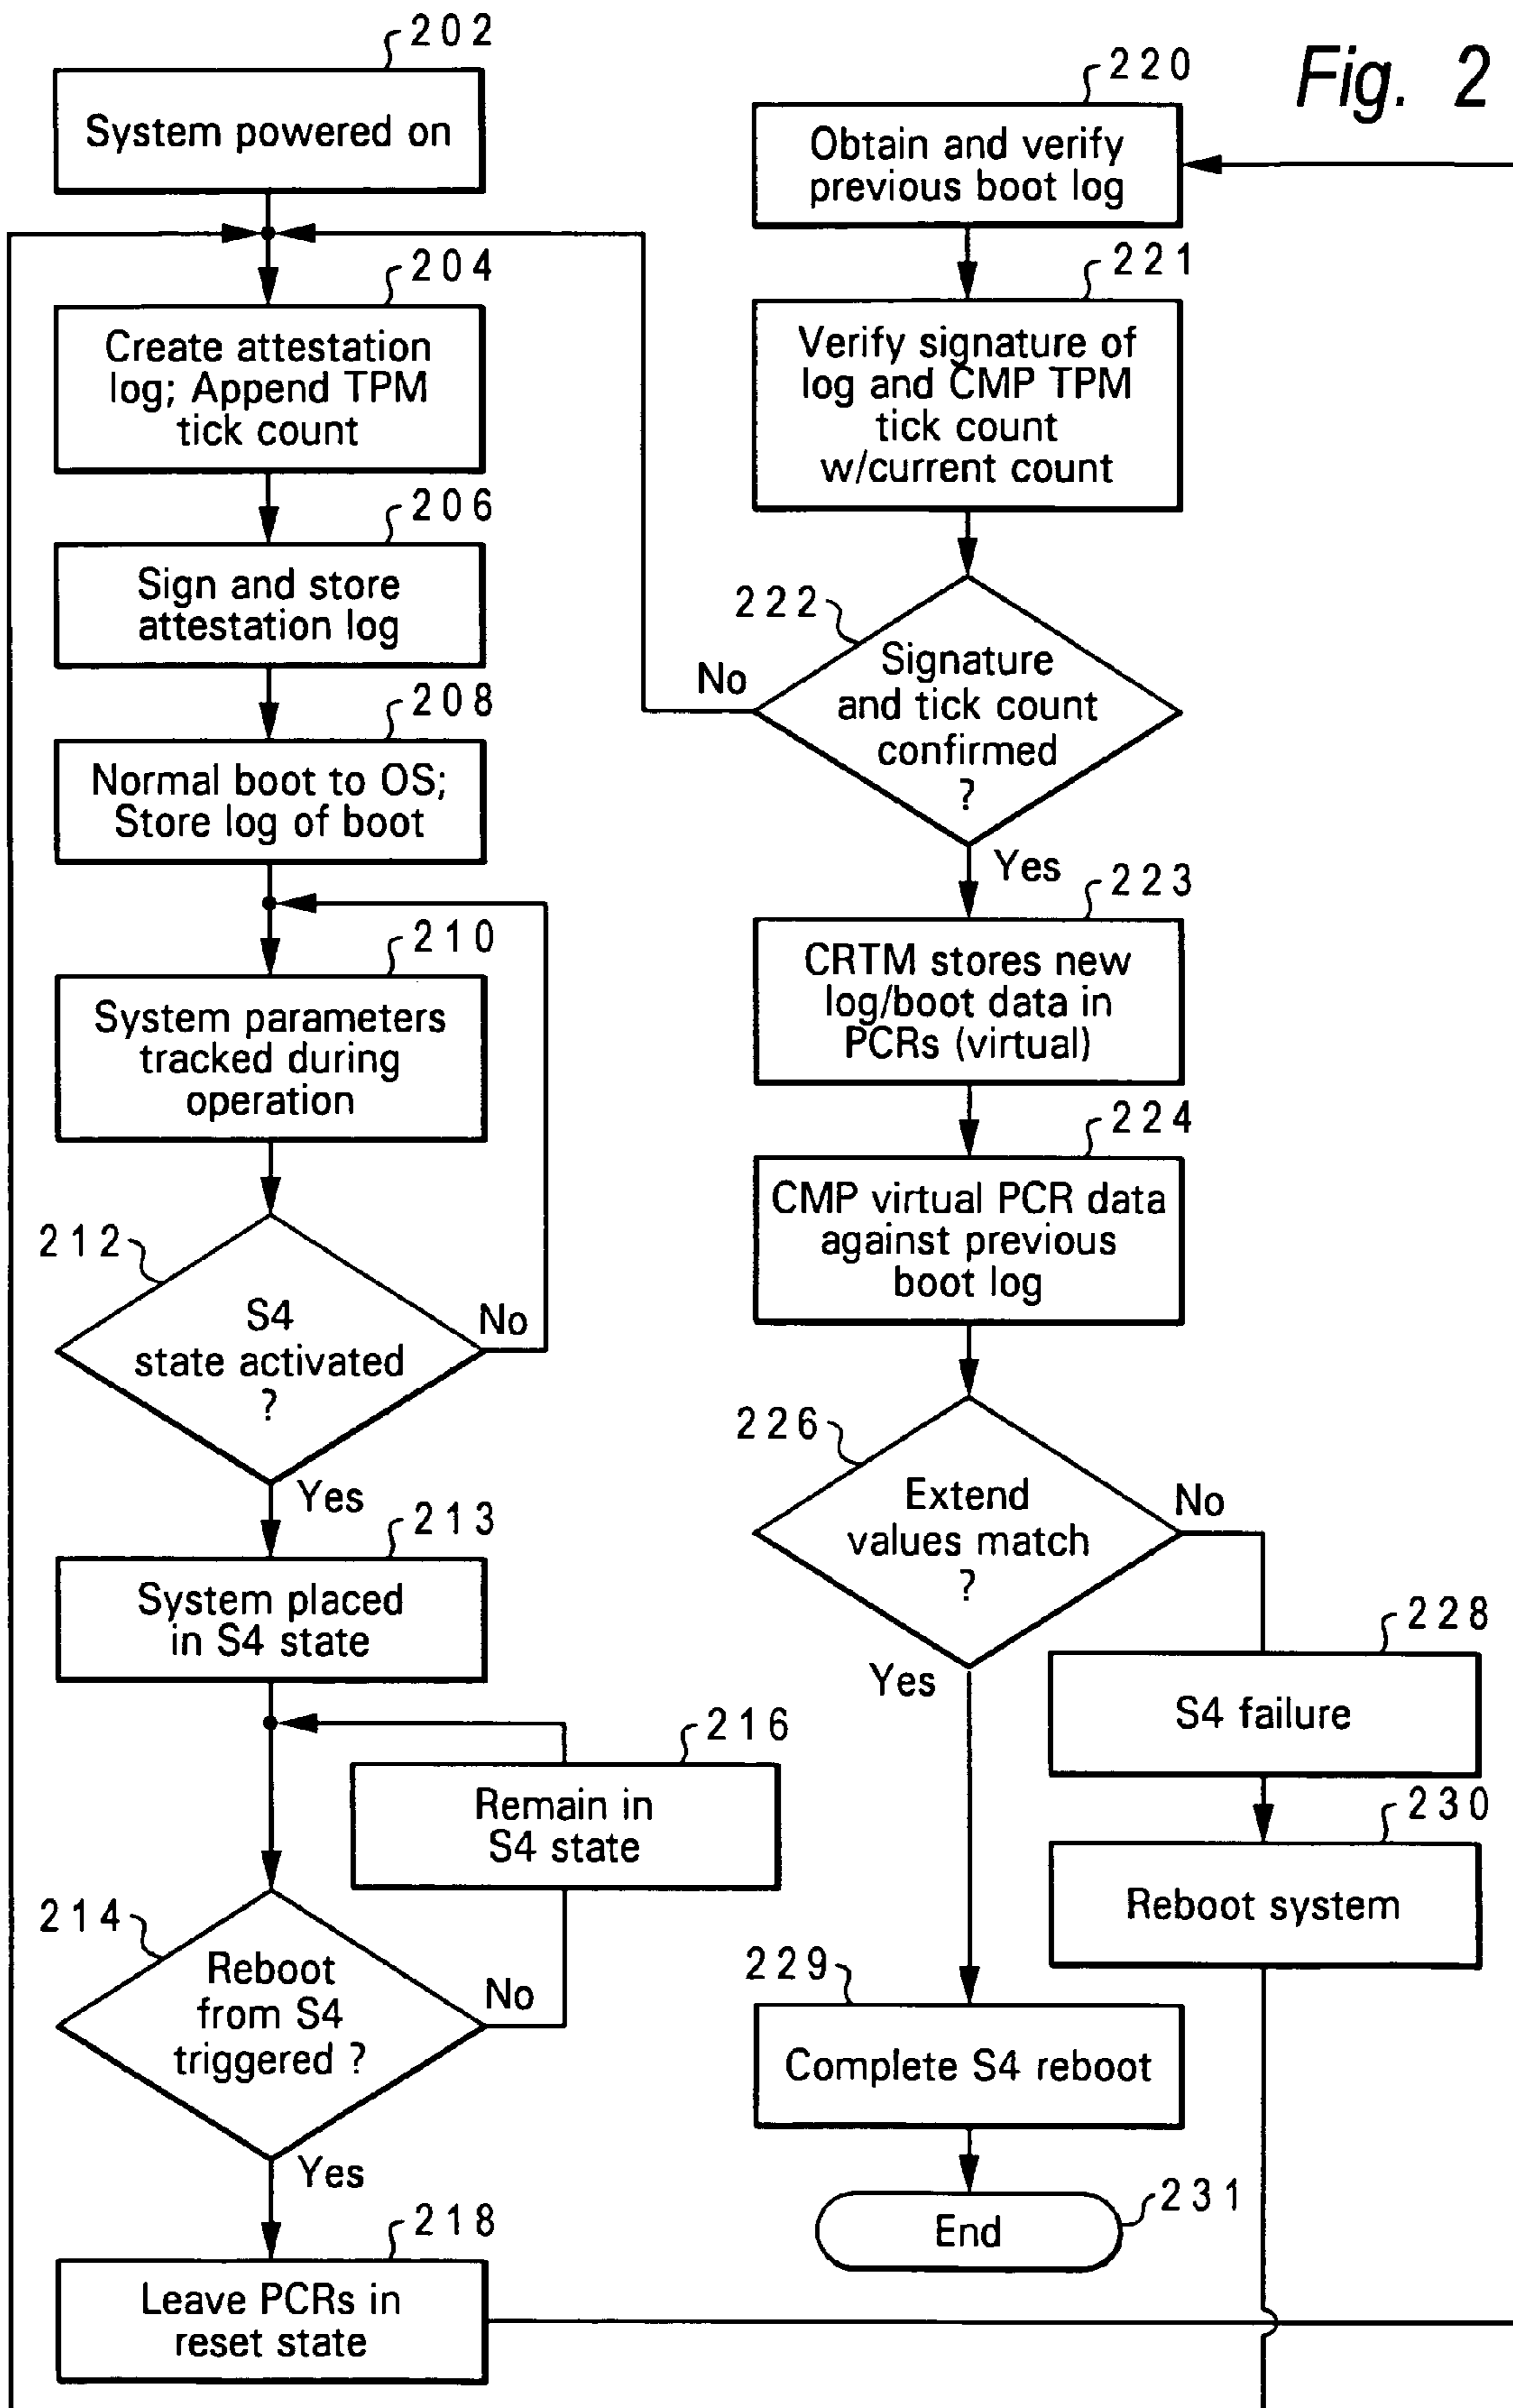 Fig. 2
202
System powered on
204
Create attestation
log; Append TPM
tick count
206
Sign and store
attestation log
208
Normal boot to OS;
Store log of boot
210
System parameters
tracked during
operation
212
S4
state activated
?
No
Yes
213
System placed
in S4 state
216
Remain in
S4 state
214
Reboot
from S4
triggered ?
No
Yes
218
Leave PCRs in
reset state
220
Obtain and verify
previous boot log
221
Verify signature of
log and CMP TPM
tick count
w/current count
222
Signature
and tick count
confirmed
?
No
Yes
223
CRTM stores new
log/boot data in
PCRs (virtual)
224
CMP virtual PCR data
against previous
boot log
226
Extend
values match
?
No
Yes
228
S4 failure
230
Reboot system
229
Complete S4 reboot
231
End